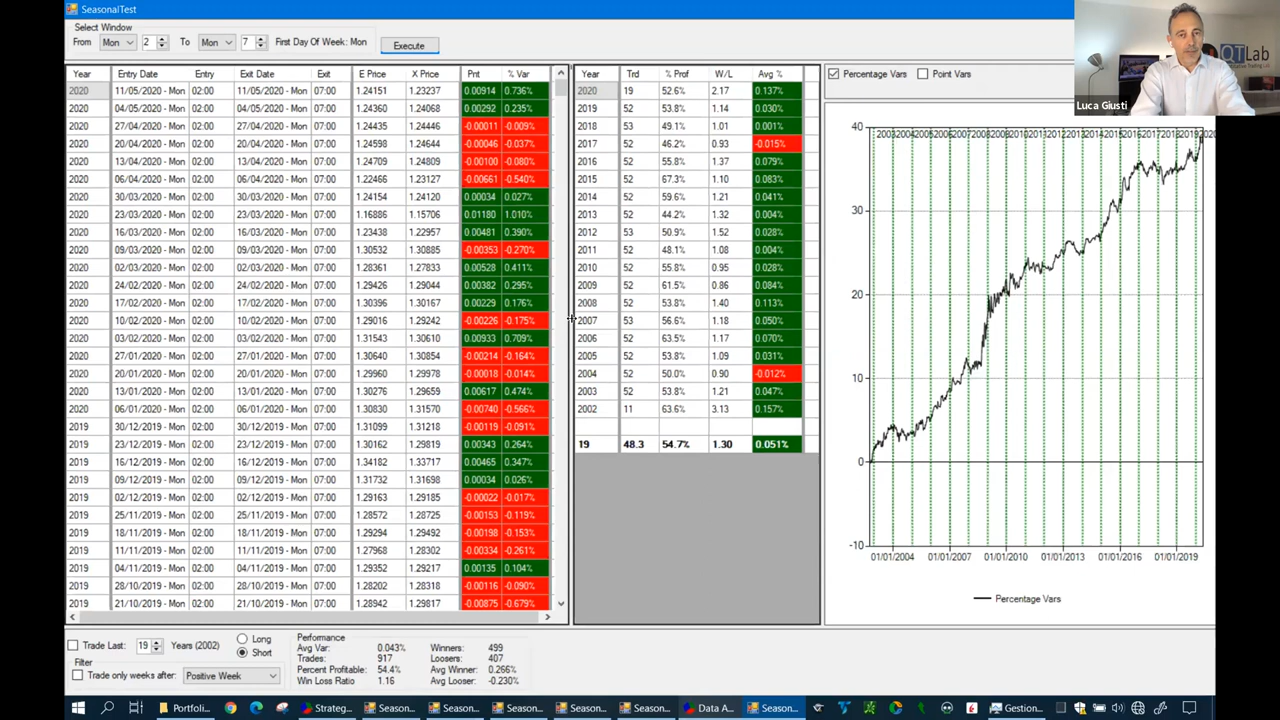 SeasonalTest
Select Window
From Mon 2 To Mon 7 First Day Of Week: Mon Execute
Year Entry Date Entry Exit Date Exit E Price X Price Pnt % Var
2020 11/05/2020 - Mon 02:00 11/05/2020 - Mon 07:00 1.24151 1.23237 0.00914 0.736%
2020 04/05/2020 - Mon 02:00 04/05/2020 - Mon 07:00 1.24360 1.24068 0.00292 0.235%
2020 27/04/2020 - Mon 02:00 27/04/2020 - Mon 07:00 1.24435 1.24446 -0.00011 -0.009%
2020 20/04/2020 - Mon 02:00 20/04/2020 - Mon 07:00 1.24598 1.24644 -0.00046 -0.037%
2020 13/04/2020 - Mon 02:00 13/04/2020 - Mon 07:00 1.24709 1.24809 -0.00100 -0.080%
2020 06/04/2020 - Mon 02:00 06/04/2020 - Mon 07:00 1.22466 1.23127 -0.00661 -0.540%
2020 30/03/2020 - Mon 02:00 30/03/2020 - Mon 07:00 1.24154 1.24120 0.00034 0.027%
2020 23/03/2020 - Mon 02:00 23/03/2020 - Mon 07:00 1.16886 1.15706 0.01180 1.010%
2020 16/03/2020 - Mon 02:00 16/03/2020 - Mon 07:00 1.23438 1.22957 0.00481 0.390%
2020 09/03/2020 - Mon 02:00 09/03/2020 - Mon 07:00 1.30532 1.30885 -0.00353 -0.270%
2020 02/03/2020 - Mon 02:00 02/03/2020 - Mon 07:00 1.28361 1.27833 0.00528 0.411%
2020 24/02/2020 - Mon 02:00 24/02/2020 - Mon 07:00 1.29426 1.29044 0.00382 0.295%
2020 17/02/2020 - Mon 02:00 17/02/2020 - Mon 07:00 1.30396 1.30167 0.00229 0.176%
2020 10/02/2020 - Mon 02:00 10/02/2020 - Mon 07:00 1.29016 1.29242 -0.00226 -0.175%
2020 03/02/2020 - Mon 02:00 03/02/2020 - Mon 07:00 1.31543 1.30610 0.00933 0.709%
2020 27/01/2020 - Mon 02:00 27/01/2020 - Mon 07:00 1.30640 1.30854 -0.00214 -0.164%
2020 20/01/2020 - Mon 02:00 20/01/2020 - Mon 07:00 1.29960 1.29978 -0.00018 -0.014%
2020 13/01/2020 - Mon 02:00 13/01/2020 - Mon 07:00 1.30276 1.29659 0.00617 0.474%
2020 06/01/2020 - Mon 02:00 06/01/2020 - Mon 07:00 1.30830 1.31570 -0.00740 -0.566%
2019 30/12/2019 - Mon 02:00 30/12/2019 - Mon 07:00 1.31099 1.31218 -0.00119 -0.091%
2019 23/12/2019 - Mon 02:00 23/12/2019 - Mon 07:00 1.30162 1.29819 0.00343 0.264%
2019 16/12/2019 - Mon 02:00 16/12/2019 - Mon 07:00 1.34182 1.33717 0.00465 0.347%
2019 09/12/2019 - Mon 02:00 09/12/2019 - Mon 07:00 1.31732 1.31698 0.00034 0.026%
2019 02/12/2019 - Mon 02:00 02/12/2019 - Mon 07:00 1.29163 1.29185 -0.00022 -0.017%
2019 25/11/2019 - Mon 02:00 25/11/2019 - Mon 07:00 1.28572 1.28725 -0.00153 -0.119%
2019 18/11/2019 - Mon 02:00 18/11/2019 - Mon 07:00 1.29294 1.29492 -0.00198 -0.153%
2019 11/11/2019 - Mon 02:00 11/11/2019 - Mon 07:00 1.27968 1.28302 -0.00334 -0.261%
2019 04/11/2019 - Mon 02:00 04/11/2019 - Mon 07:00 1.29352 1.29217 0.00135 0.104%
2019 28/10/2019 - Mon 02:00 28/10/2019 - Mon 07:00 1.28202 1.28318 -0.00116 -0.090%
2019 21/10/2019 - Mon 02:00 21/10/2019 - Mon 07:00 1.28942 1.29817 -0.00875 -0.679%
Year Trd % Prof W/L Avg %
2020 19 52.6% 2.17 0.137%
2019 52 53.8% 1.14 0.030%
2018 53 49.1% 1.01 0.001%
2017 52 46.2% 0.93 -0.015%
2016 52 55.8% 1.37 0.079%
2015 52 67.3% 1.10 0.083%
2014 52 59.6% 1.21 0.041%
2013 52 44.2% 1.32 0.004%
2012 53 50.9% 1.52 0.028%
2011 52 48.1% 1.08 0.004%
2010 52 55.8% 0.95 0.028%
2009 52 61.5% 0.86 0.084%
2008 52 53.8% 1.40 0.113%
2007 53 56.6% 1.18 0.050%
2006 52 63.5% 1.17 0.070%
2005 52 53.8% 1.09 0.031%
2004 52 50.0% 0.90 -0.012%
2003 52 53.8% 1.21 0.047%
2002 11 63.6% 3.13 0.157%
19 48.3 54.7% 1.30 0.051%
Percentage Vars Point Vars
QTLab
Luca Giusti
40
2003 2004 2005 2006 2007 2008 2009 2010 2011 2012 2013 2014 2015 2016 2017 2018 2019 2020
30
20
10
0
-10
01/01/2004 01/01/2007 01/01/2010 01/01/2013 01/01/2016 01/01/2019
Percentage Vars
Trade Last: 19 Years (2002)
Long
Short
Filter
Trade only weeks after: Positive Week
Performance
Avg Var: 0.043% Winners: 499
Trades: 917 Loosers: 407
Percent Profitable: 54.4% Avg Winner: 0.266%
Win Loss Ratio 1.16 Avg Looser: -0.230%
Portfoli... Strateg... Season... Season... Season... Season... Season... Data A... Season... Gestion...